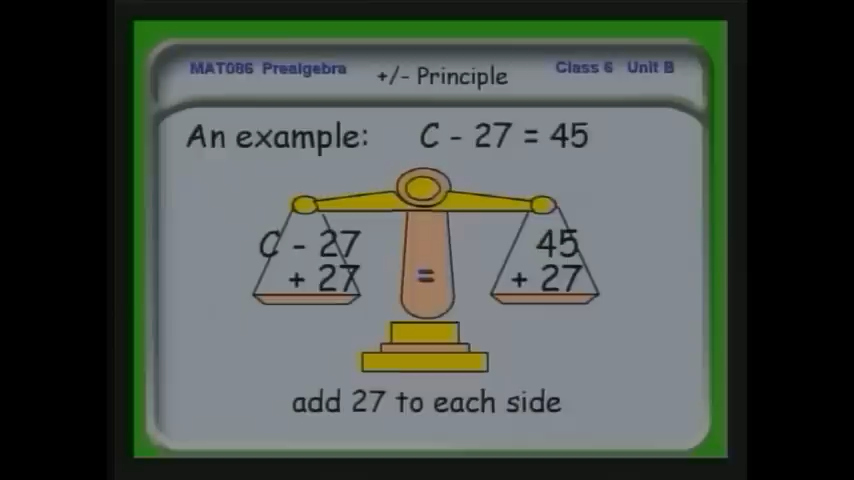 MAT086 Prealgebra
+/- Principle
Class 6 Unit B
An example: C - 27 = 45
C - 27
+ 27
=
45
+ 27
add 27 to each side